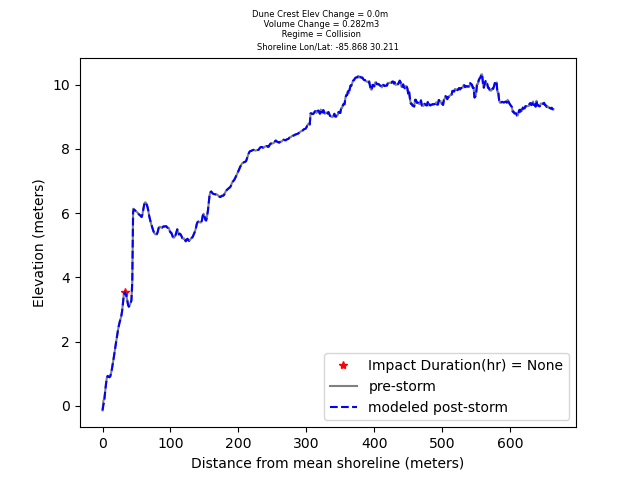 Dune Crest Elev Change = 0.0m
Volume Change = 0.282m3
Regime = Collision
Shoreline Lon/Lat: -85.868 30.211
10
8
6
4
2
0
Elevation (meters)
Impact Duration(hr) = None
pre-storm
modeled post-storm
0 100 200 300 400 500 600
Distance from mean shoreline (meters)